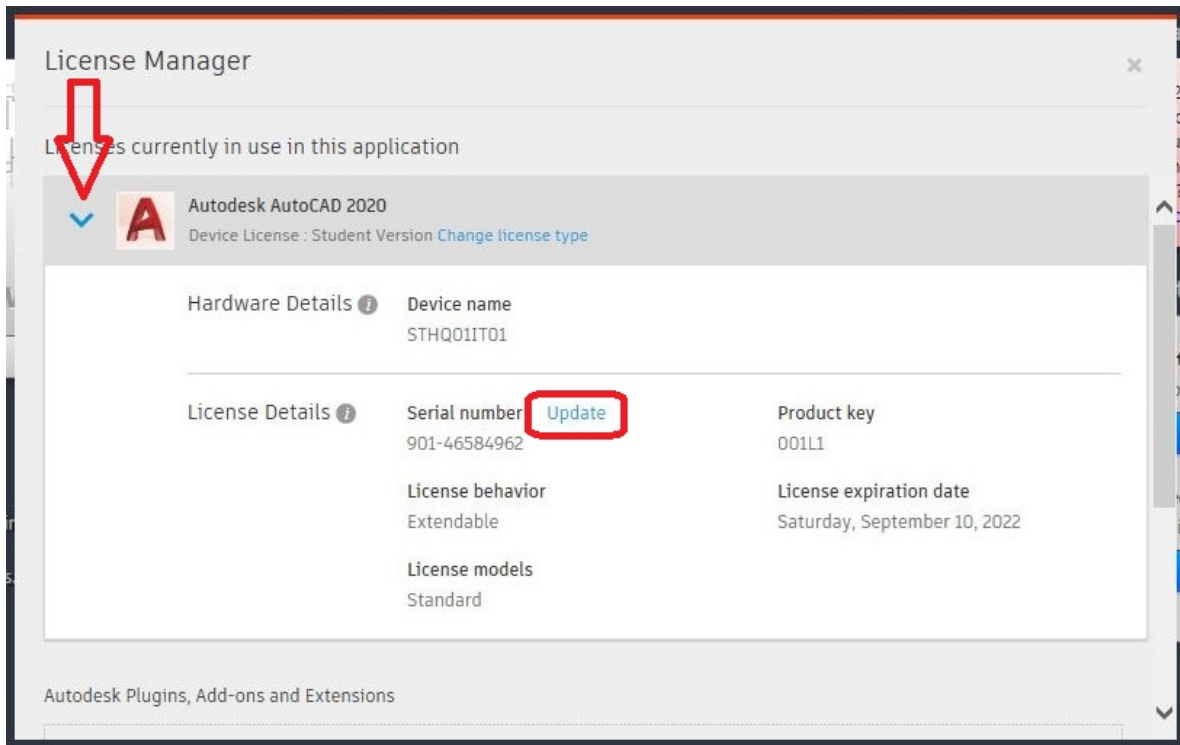 License Manager
Licenses currently in use in this application
Autodesk AutoCAD 2020
Device License : Student Version Change license type
Hardware Details
Device name
STHQ01IT01
License Details
Serial number Update
901-46584962
Product key
001L1
License behavior
Extendable
License expiration date
Saturday, September 10, 2022
License models
Standard
Autodesk Plugins, Add-ons and Extensions